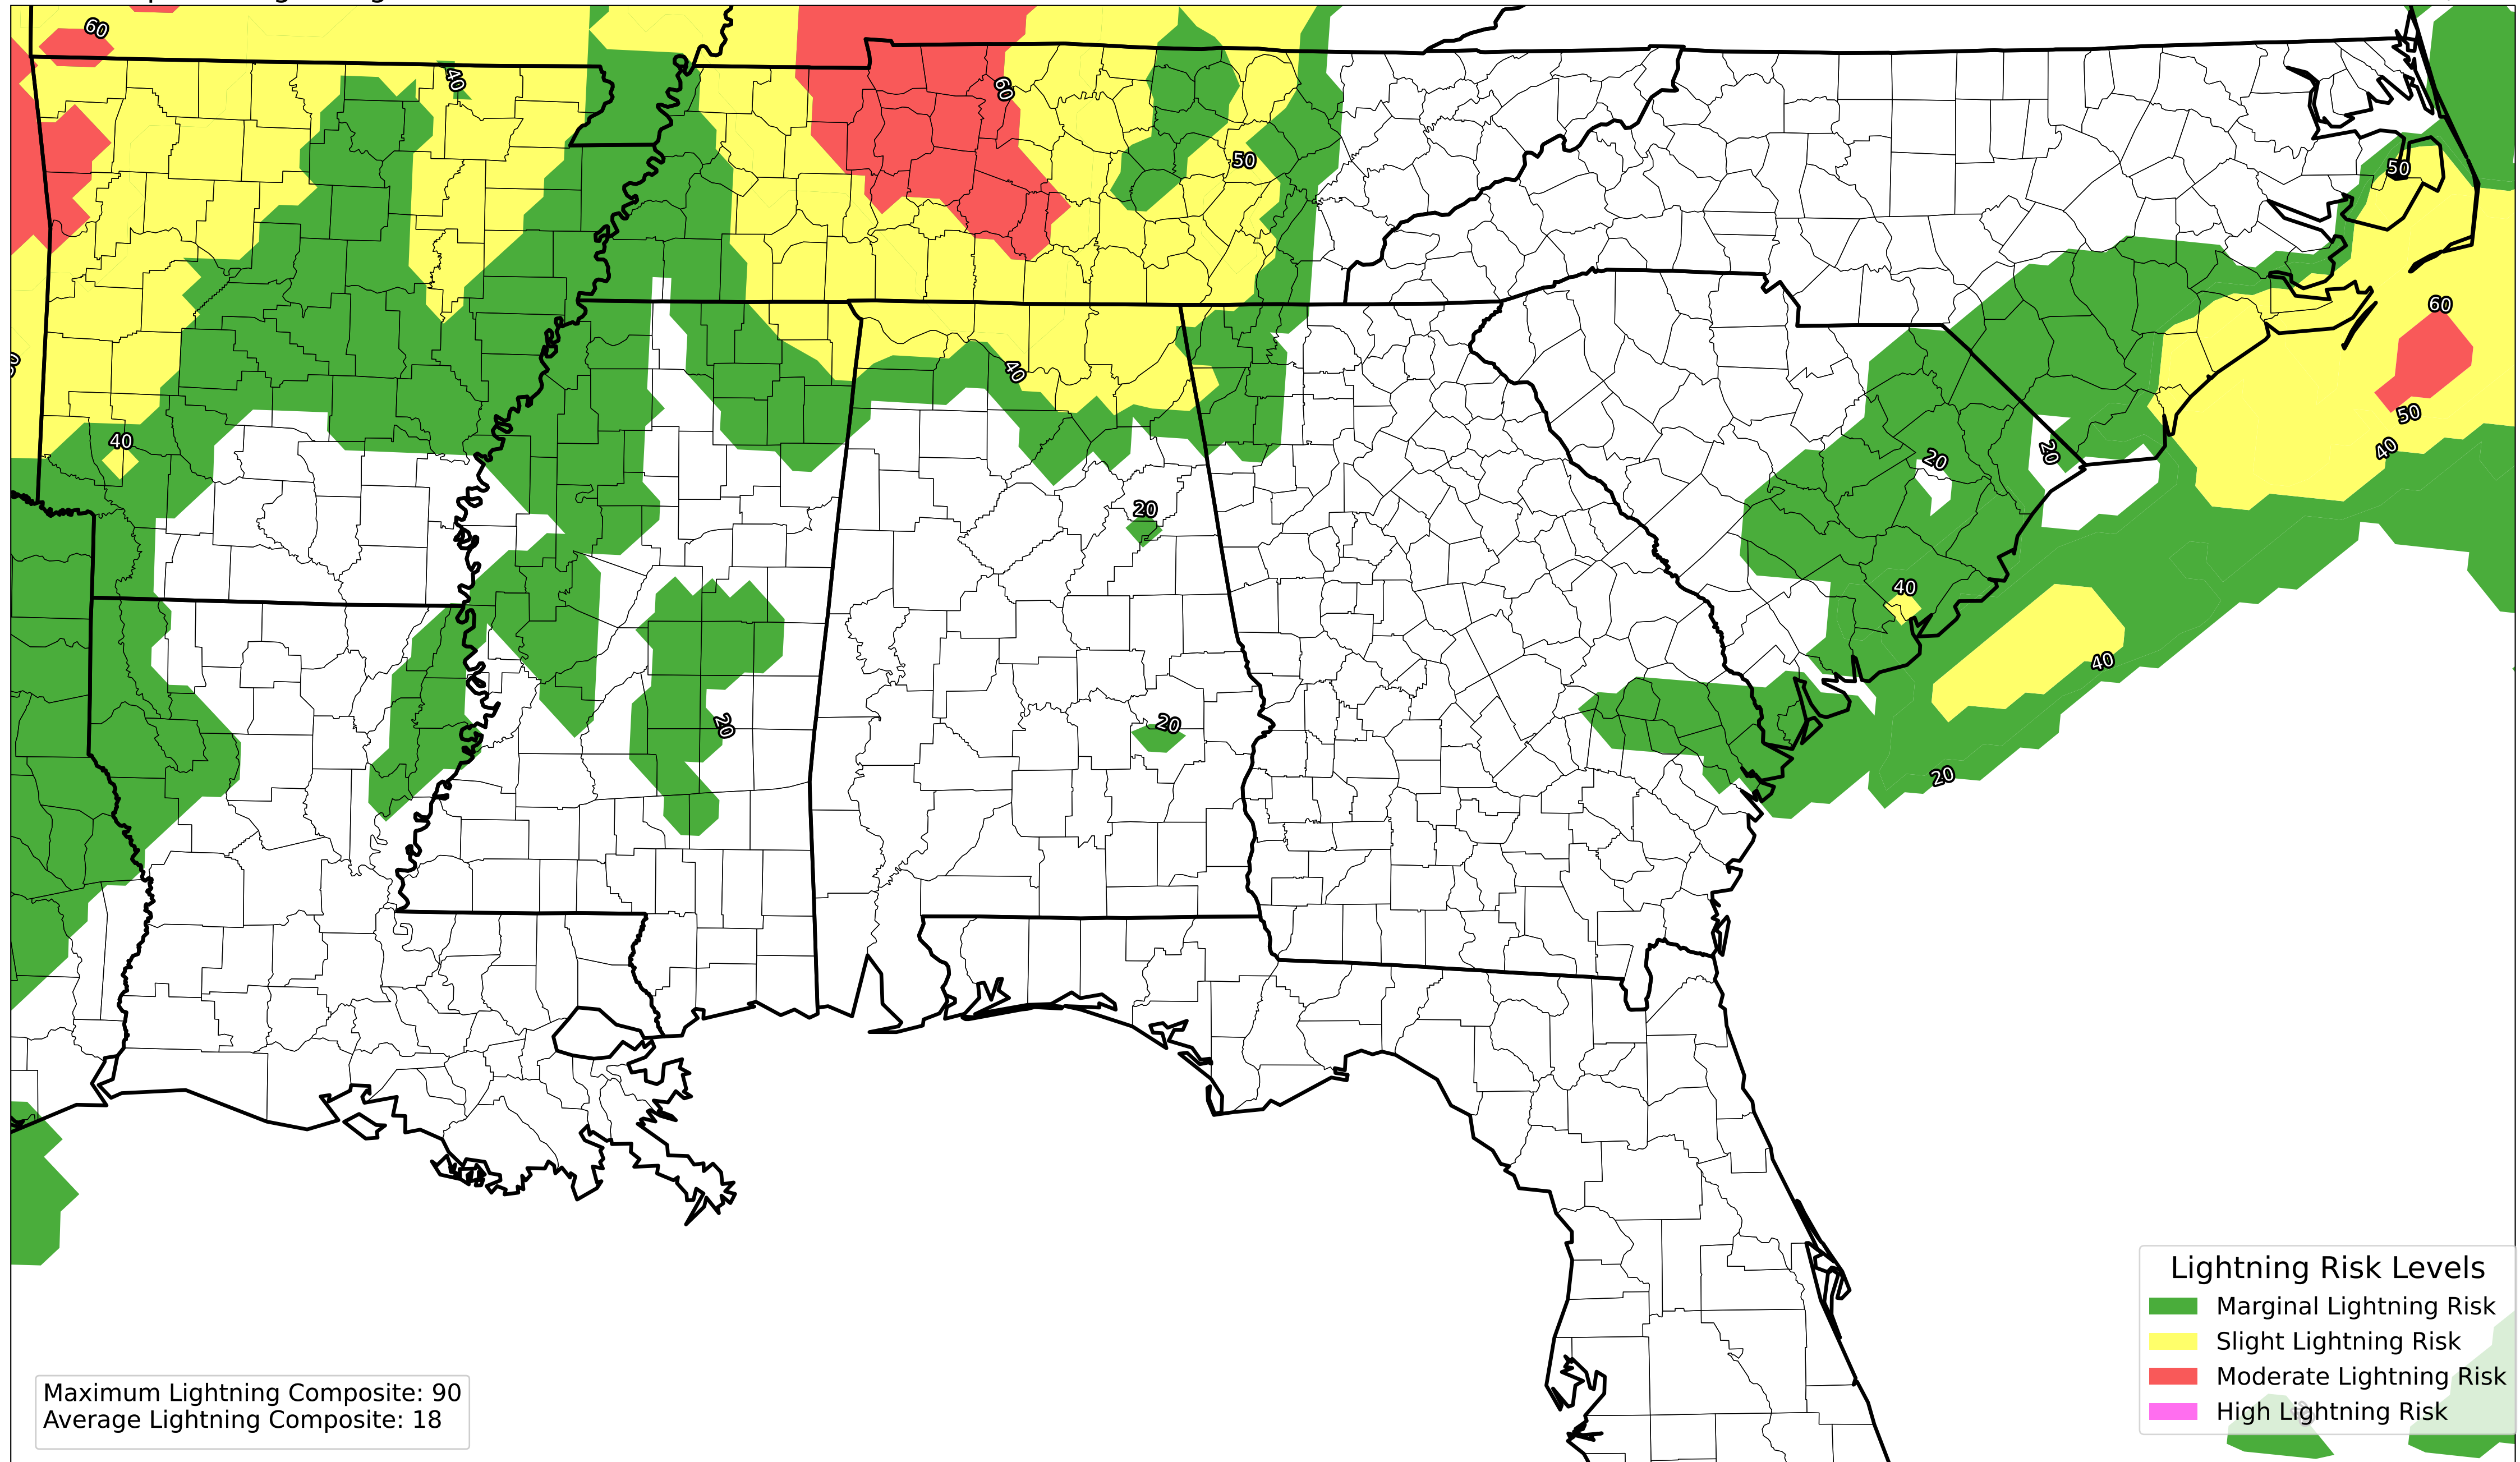 60
40
60
50
50
60
50
40
40
40
20
20
20
40
40
20
20
20
Lightning Risk Levels
Marginal Lightning Risk
Slight Lightning Risk
Moderate Lightning Risk
High Lightning Risk
Maximum Lightning Composite: 90
Average Lightning Composite: 18